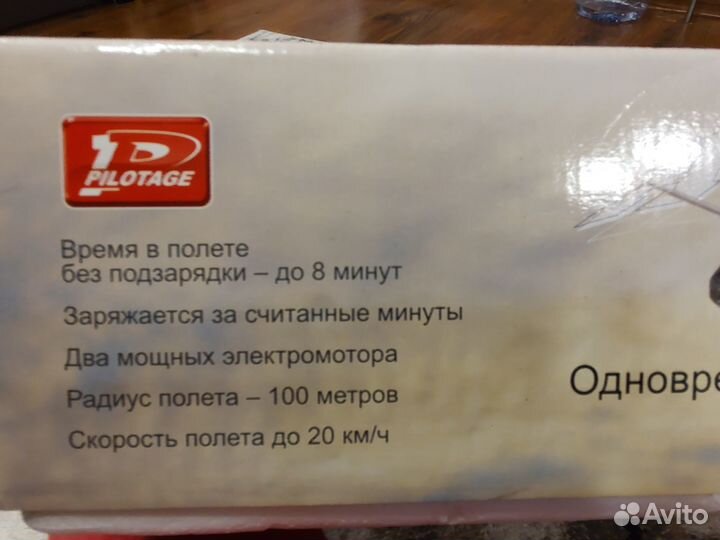 PILOTAGE
Время в полете
без подзарядки – до 8 минут
Заряжается за считанные минуты
Два мощных электромотора
Радиус полета – 100 метров
Скорость полета до 20 км/ч
Одновре
Avito